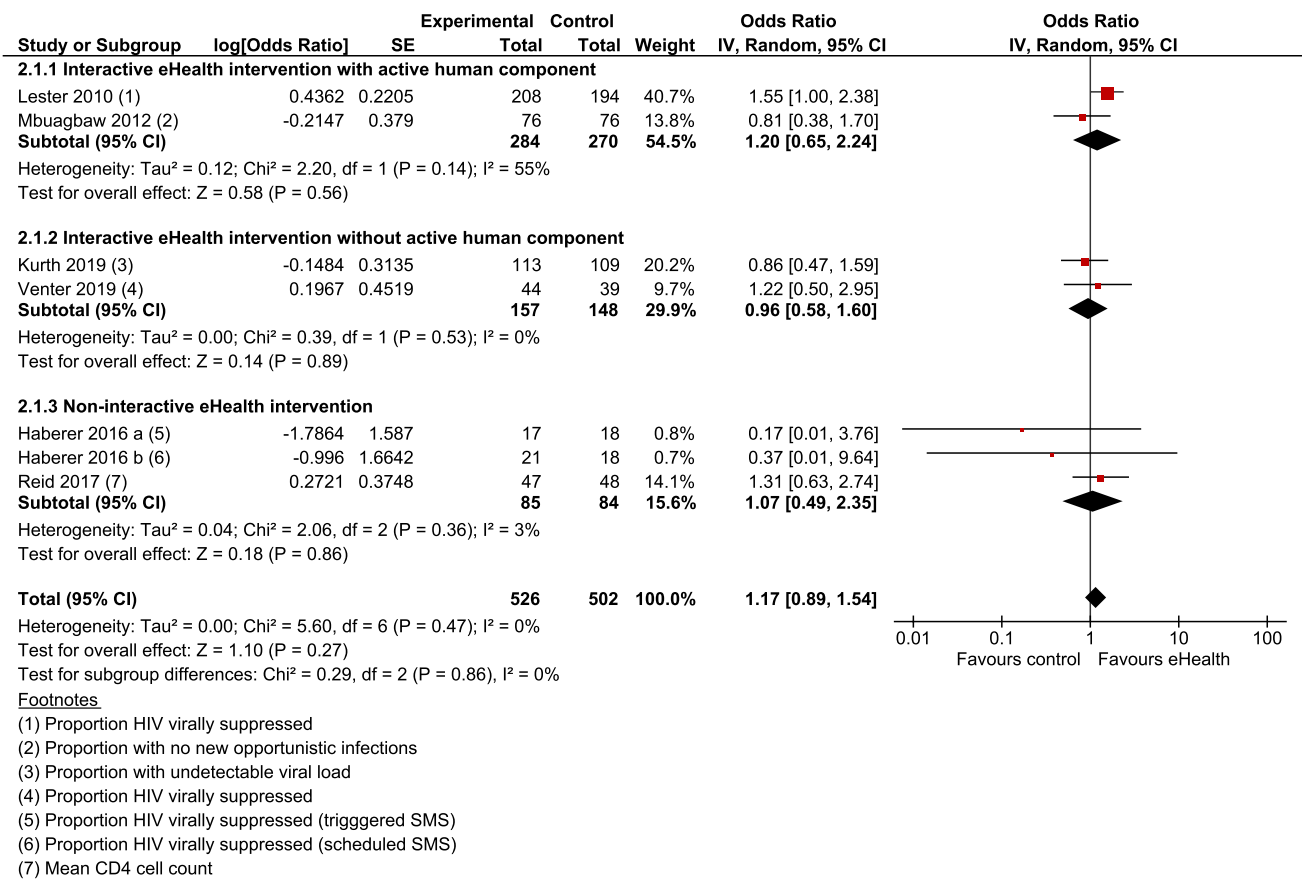 Experimental Control Odds Ratio Odds Ratio
Study or Subgroup log[Odds Ratio] SE Total Total Weight IV, Random, 95% CI IV, Random, 95% CI
2.1.1 Interactive eHealth intervention with active human component
Lester 2010 (1) 0.4362 0.2205 208 194 40.7% 1.55 [1.00, 2.38]
Mbuagbaw 2012 (2) -0.2147 0.379 76 76 13.8% 0.81 [0.38, 1.70]
Subtotal (95% CI) 284 270 54.5% 1.20 [0.65, 2.24]
Heterogeneity: Tau² = 0.12; Chi² = 2.20, df = 1 (P = 0.14); I² = 55%
Test for overall effect: Z = 0.58 (P = 0.56)
2.1.2 Interactive eHealth intervention without active human component
Kurth 2019 (3) -0.1484 0.3135 113 109 20.2% 0.86 [0.47, 1.59]
Venter 2019 (4) 0.1967 0.4519 44 39 9.7% 1.22 [0.50, 2.95]
Subtotal (95% CI) 157 148 29.9% 0.96 [0.58, 1.60]
Heterogeneity: Tau² = 0.00; Chi² = 0.39, df = 1 (P = 0.53); I² = 0%
Test for overall effect: Z = 0.14 (P = 0.89)
2.1.3 Non-interactive eHealth intervention
Haberer 2016 a (5) -1.7864 1.587 17 18 0.8% 0.17 [0.01, 3.76]
Haberer 2016 b (6) -0.996 1.6642 21 18 0.7% 0.37 [0.01, 9.64]
Reid 2017 (7) 0.2721 0.3748 47 48 14.1% 1.31 [0.63, 2.74]
Subtotal (95% CI) 85 84 15.6% 1.07 [0.49, 2.35]
Heterogeneity: Tau² = 0.04; Chi² = 2.06, df = 2 (P = 0.36); I² = 3%
Test for overall effect: Z = 0.18 (P = 0.86)
Total (95% CI) 526 502 100.0% 1.17 [0.89, 1.54]
Heterogeneity: Tau² = 0.00; Chi² = 5.60, df = 6 (P = 0.47); I² = 0%
Test for overall effect: Z = 1.10 (P = 0.27)
Test for subgroup differences: Chi² = 0.29, df = 2 (P = 0.86), I² = 0%
0.01 0.1 1 10 100
Favours control Favours eHealth
Footnotes
(1) Proportion HIV virally suppressed
(2) Proportion with no new opportunistic infections
(3) Proportion with undetectable viral load
(4) Proportion HIV virally suppressed
(5) Proportion HIV virally suppressed (trigggered SMS)
(6) Proportion HIV virally suppressed (scheduled SMS)
(7) Mean CD4 cell count